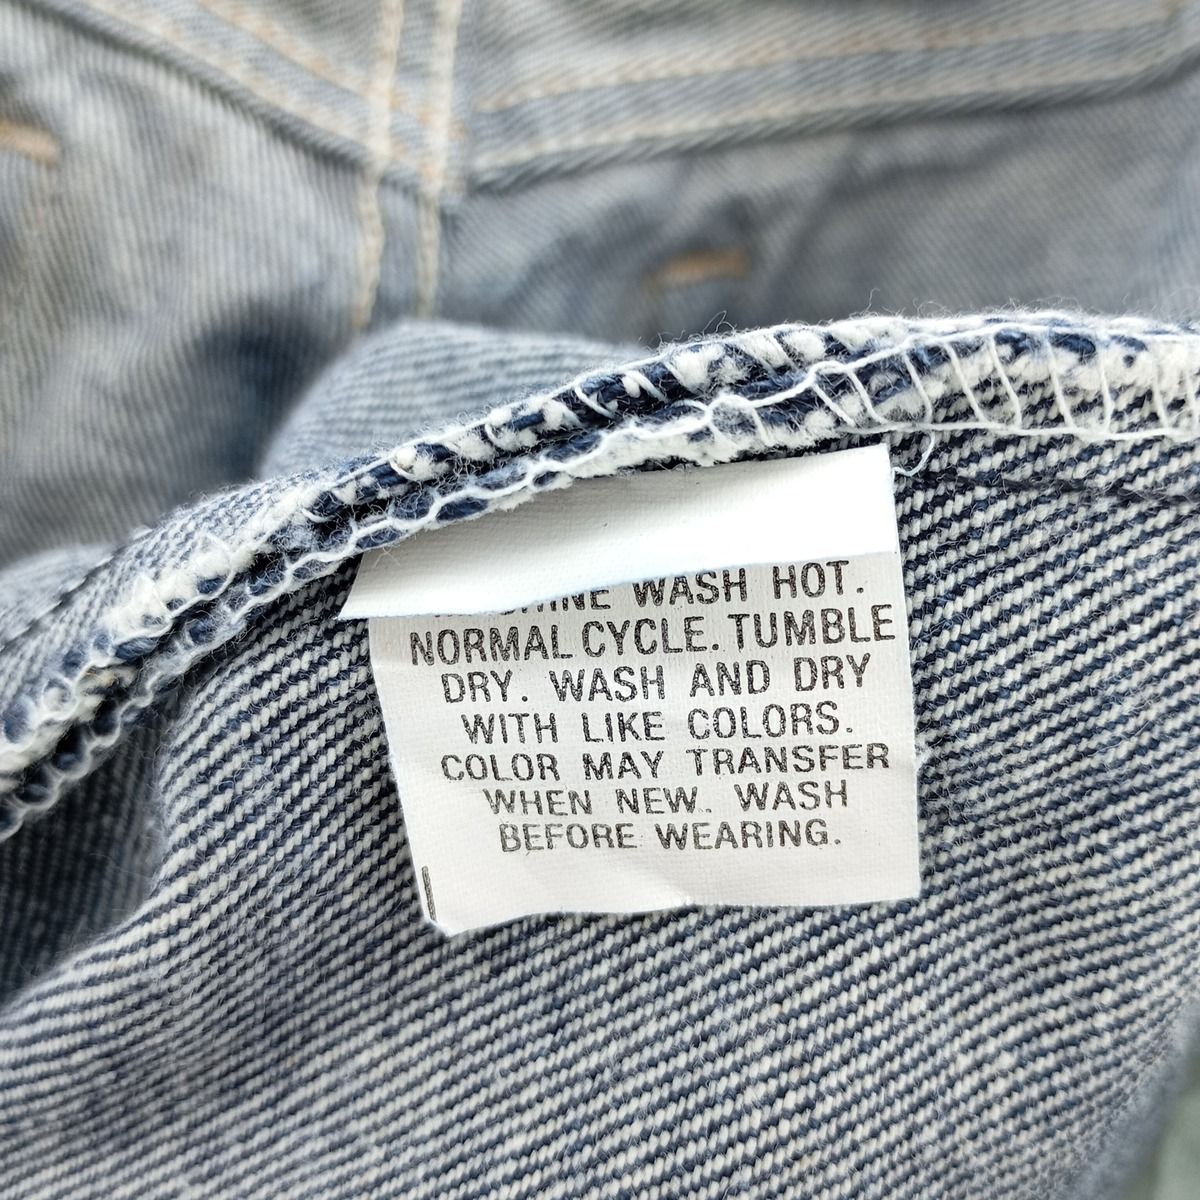 WASH HOT.
NORMAL CYCLE. TUMBLE
DRY. WASH AND DRY
WITH LIKE COLORS.
COLOR MAY TRANSFER
WHEN NEW. WASH
BEFORE WEARING.